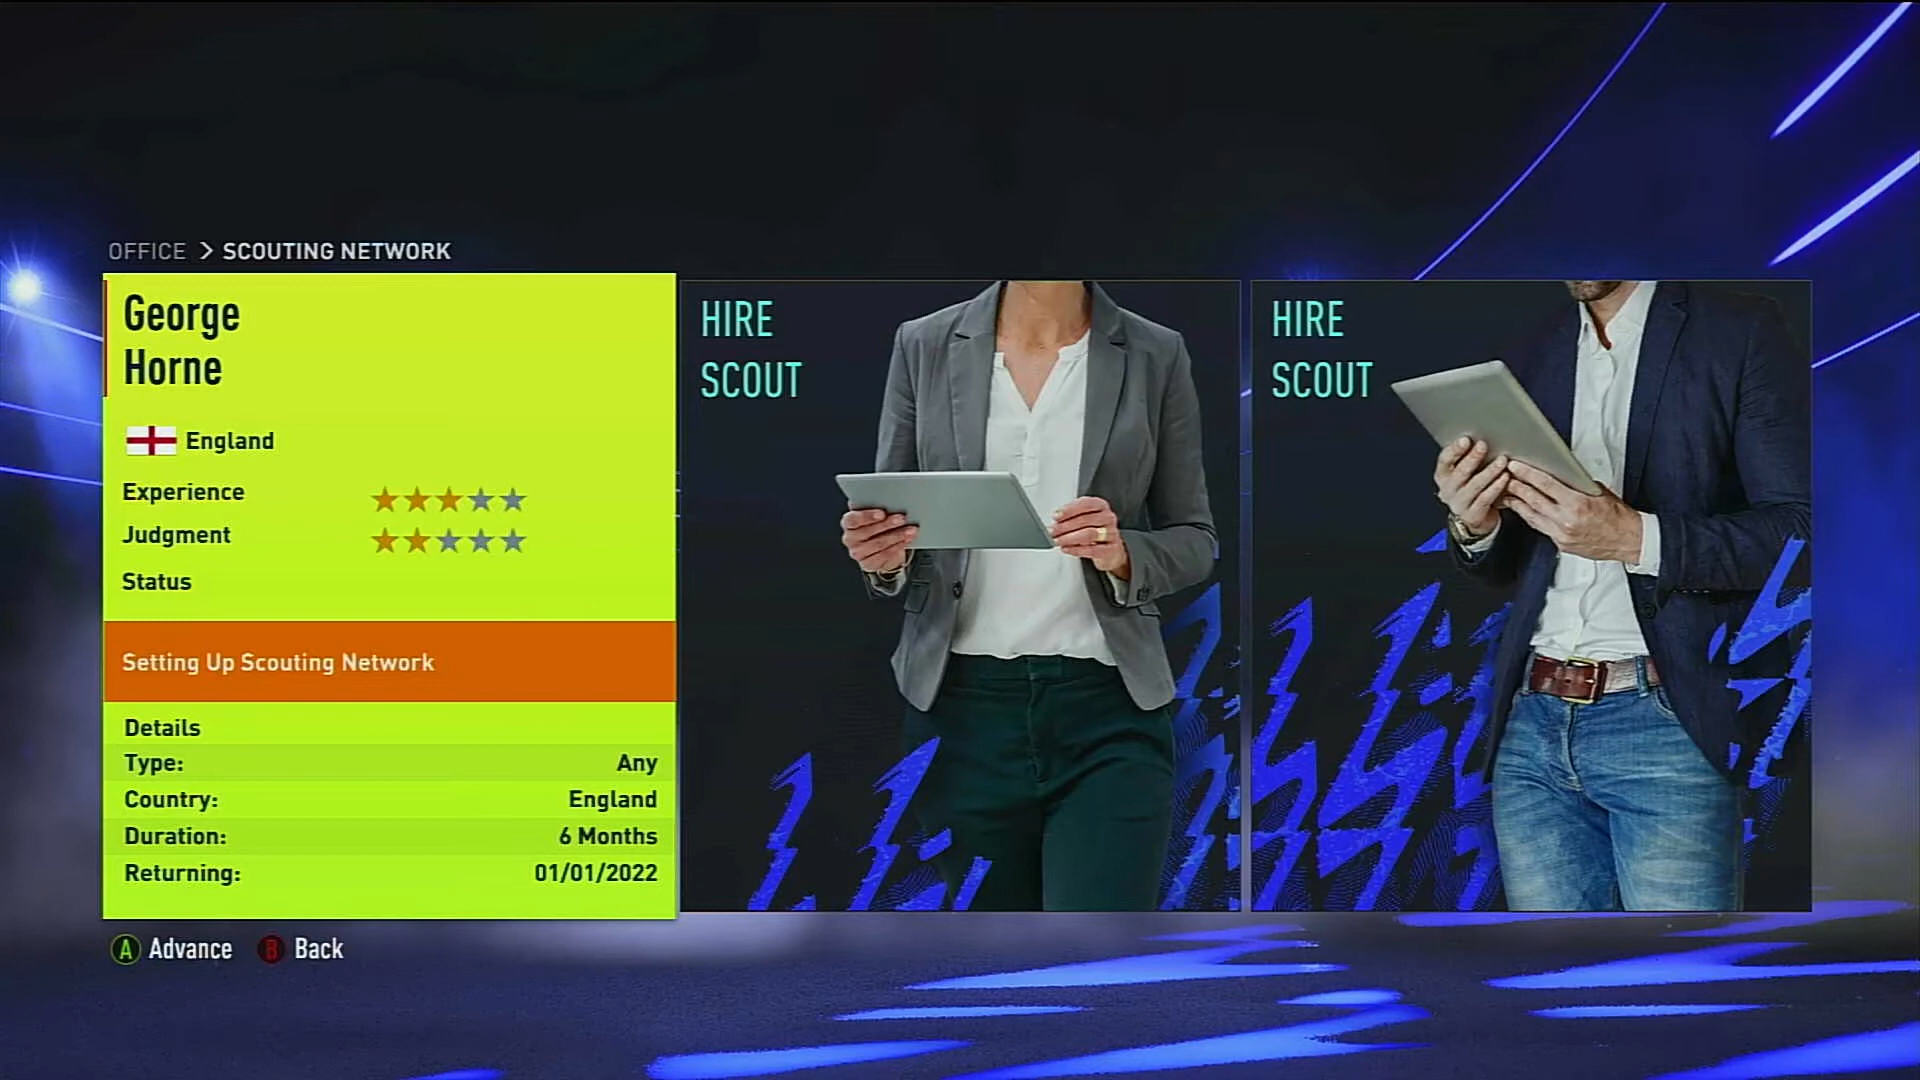 OFFICE > SCOUTING NETWORK
George
Horne
England
Experience
Judgment
Status
Setting Up Scouting Network
Details
Type: Any
Country: England
Duration: 6 Months
Returning: 01/01/2022
HIRE
SCOUT
HIRE
SCOUT
A Advance B Back